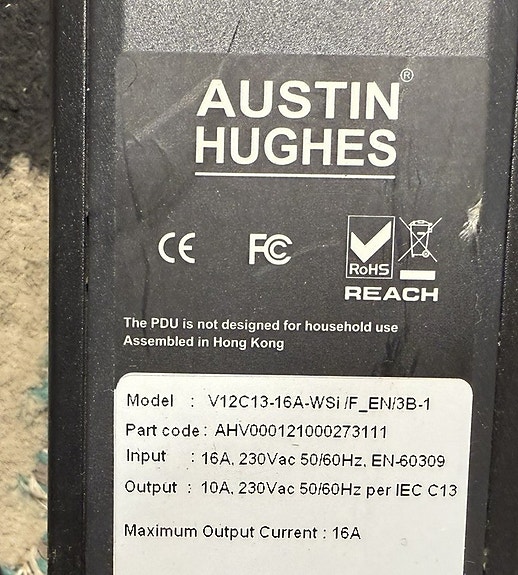 AUSTIN®
HUGHES
CE FC
RoHS
REACH
The PDU is not designed for household use
Assembled in Hong Kong
Model : V12C13-16A-WSi /F_EN/3B-1
Part code : AHV000121000273111
Input : 16A, 230Vac 50/60Hz, EN-60309
Output : 10A, 230Vac 50/60Hz per IEC C13
Maximum Output Current : 16A